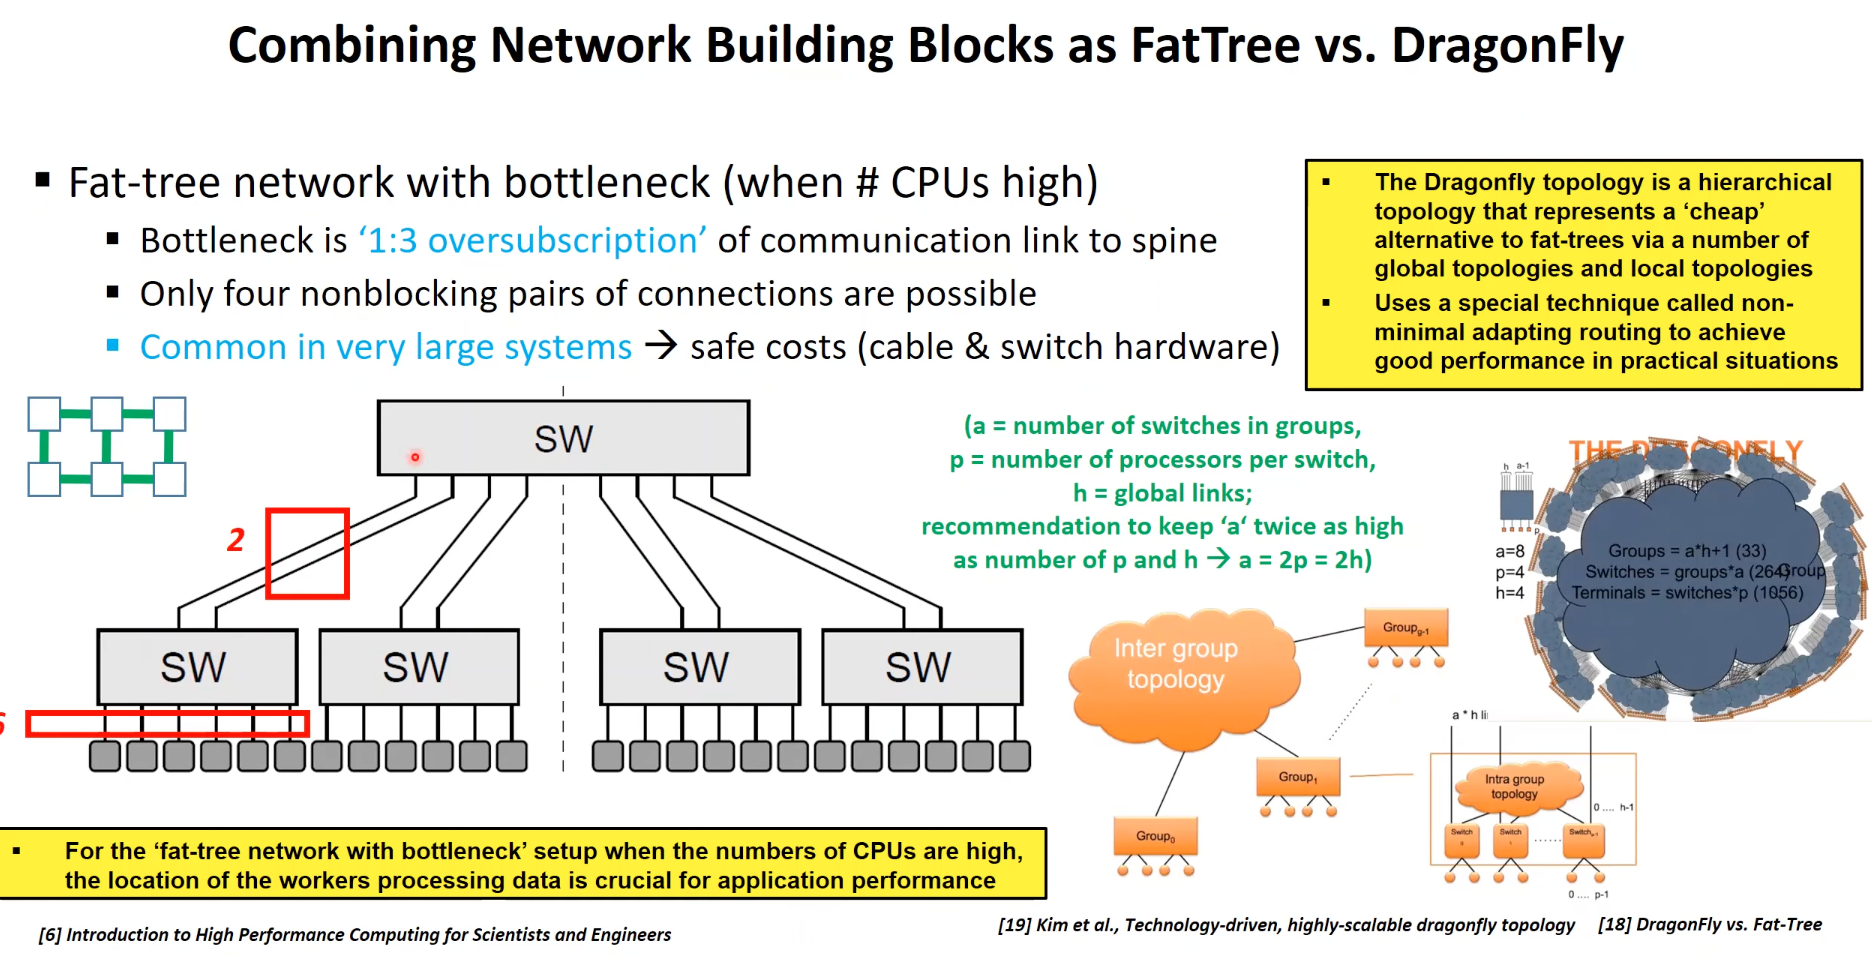 Combining Network Building Blocks as FatTree vs. DragonFly
Fat-tree network with bottleneck (when # CPUs high)
Bottleneck is ‘1:3 oversubscription’ of communication link to spine
Only four nonblocking pairs of connections are possible
Common in very large systems → safe costs (cable & switch hardware)
The Dragonfly topology is a hierarchical
topology that represents a ‘cheap’
alternative to fat-trees via a number of
global topologies and local topologies
Uses a special technique called non-
minimal adapting routing to achieve
good performance in practical situations
SW
2
SW
SW
SW
SW
(a = number of switches in groups,
p = number of processors per switch,
h = global links;
recommendation to keep ‘a‘ twice as high
as number of p and h → a = 2p = 2h)
THE DRAGONFLY
h a-1
p
a=8
p=4
h=4
Groups = a*h+1 (33)
Switches = groups*a (264)
Group
Terminals = switches*p (1056)
Inter group
topology
Groupg-1
Group1
Group0
a * h li
Intra group
topology
0 .... h-1
Switch
0
Switch
1
......
Switcha-1
0 .... p-1
For the ‘fat-tree network with bottleneck’ setup when the numbers of CPUs are high,
the location of the workers processing data is crucial for application performance
[6] Introduction to High Performance Computing for Scientists and Engineers
[19] Kim et al., Technology-driven, highly-scalable dragonfly topology
[18] DragonFly vs. Fat-Tree